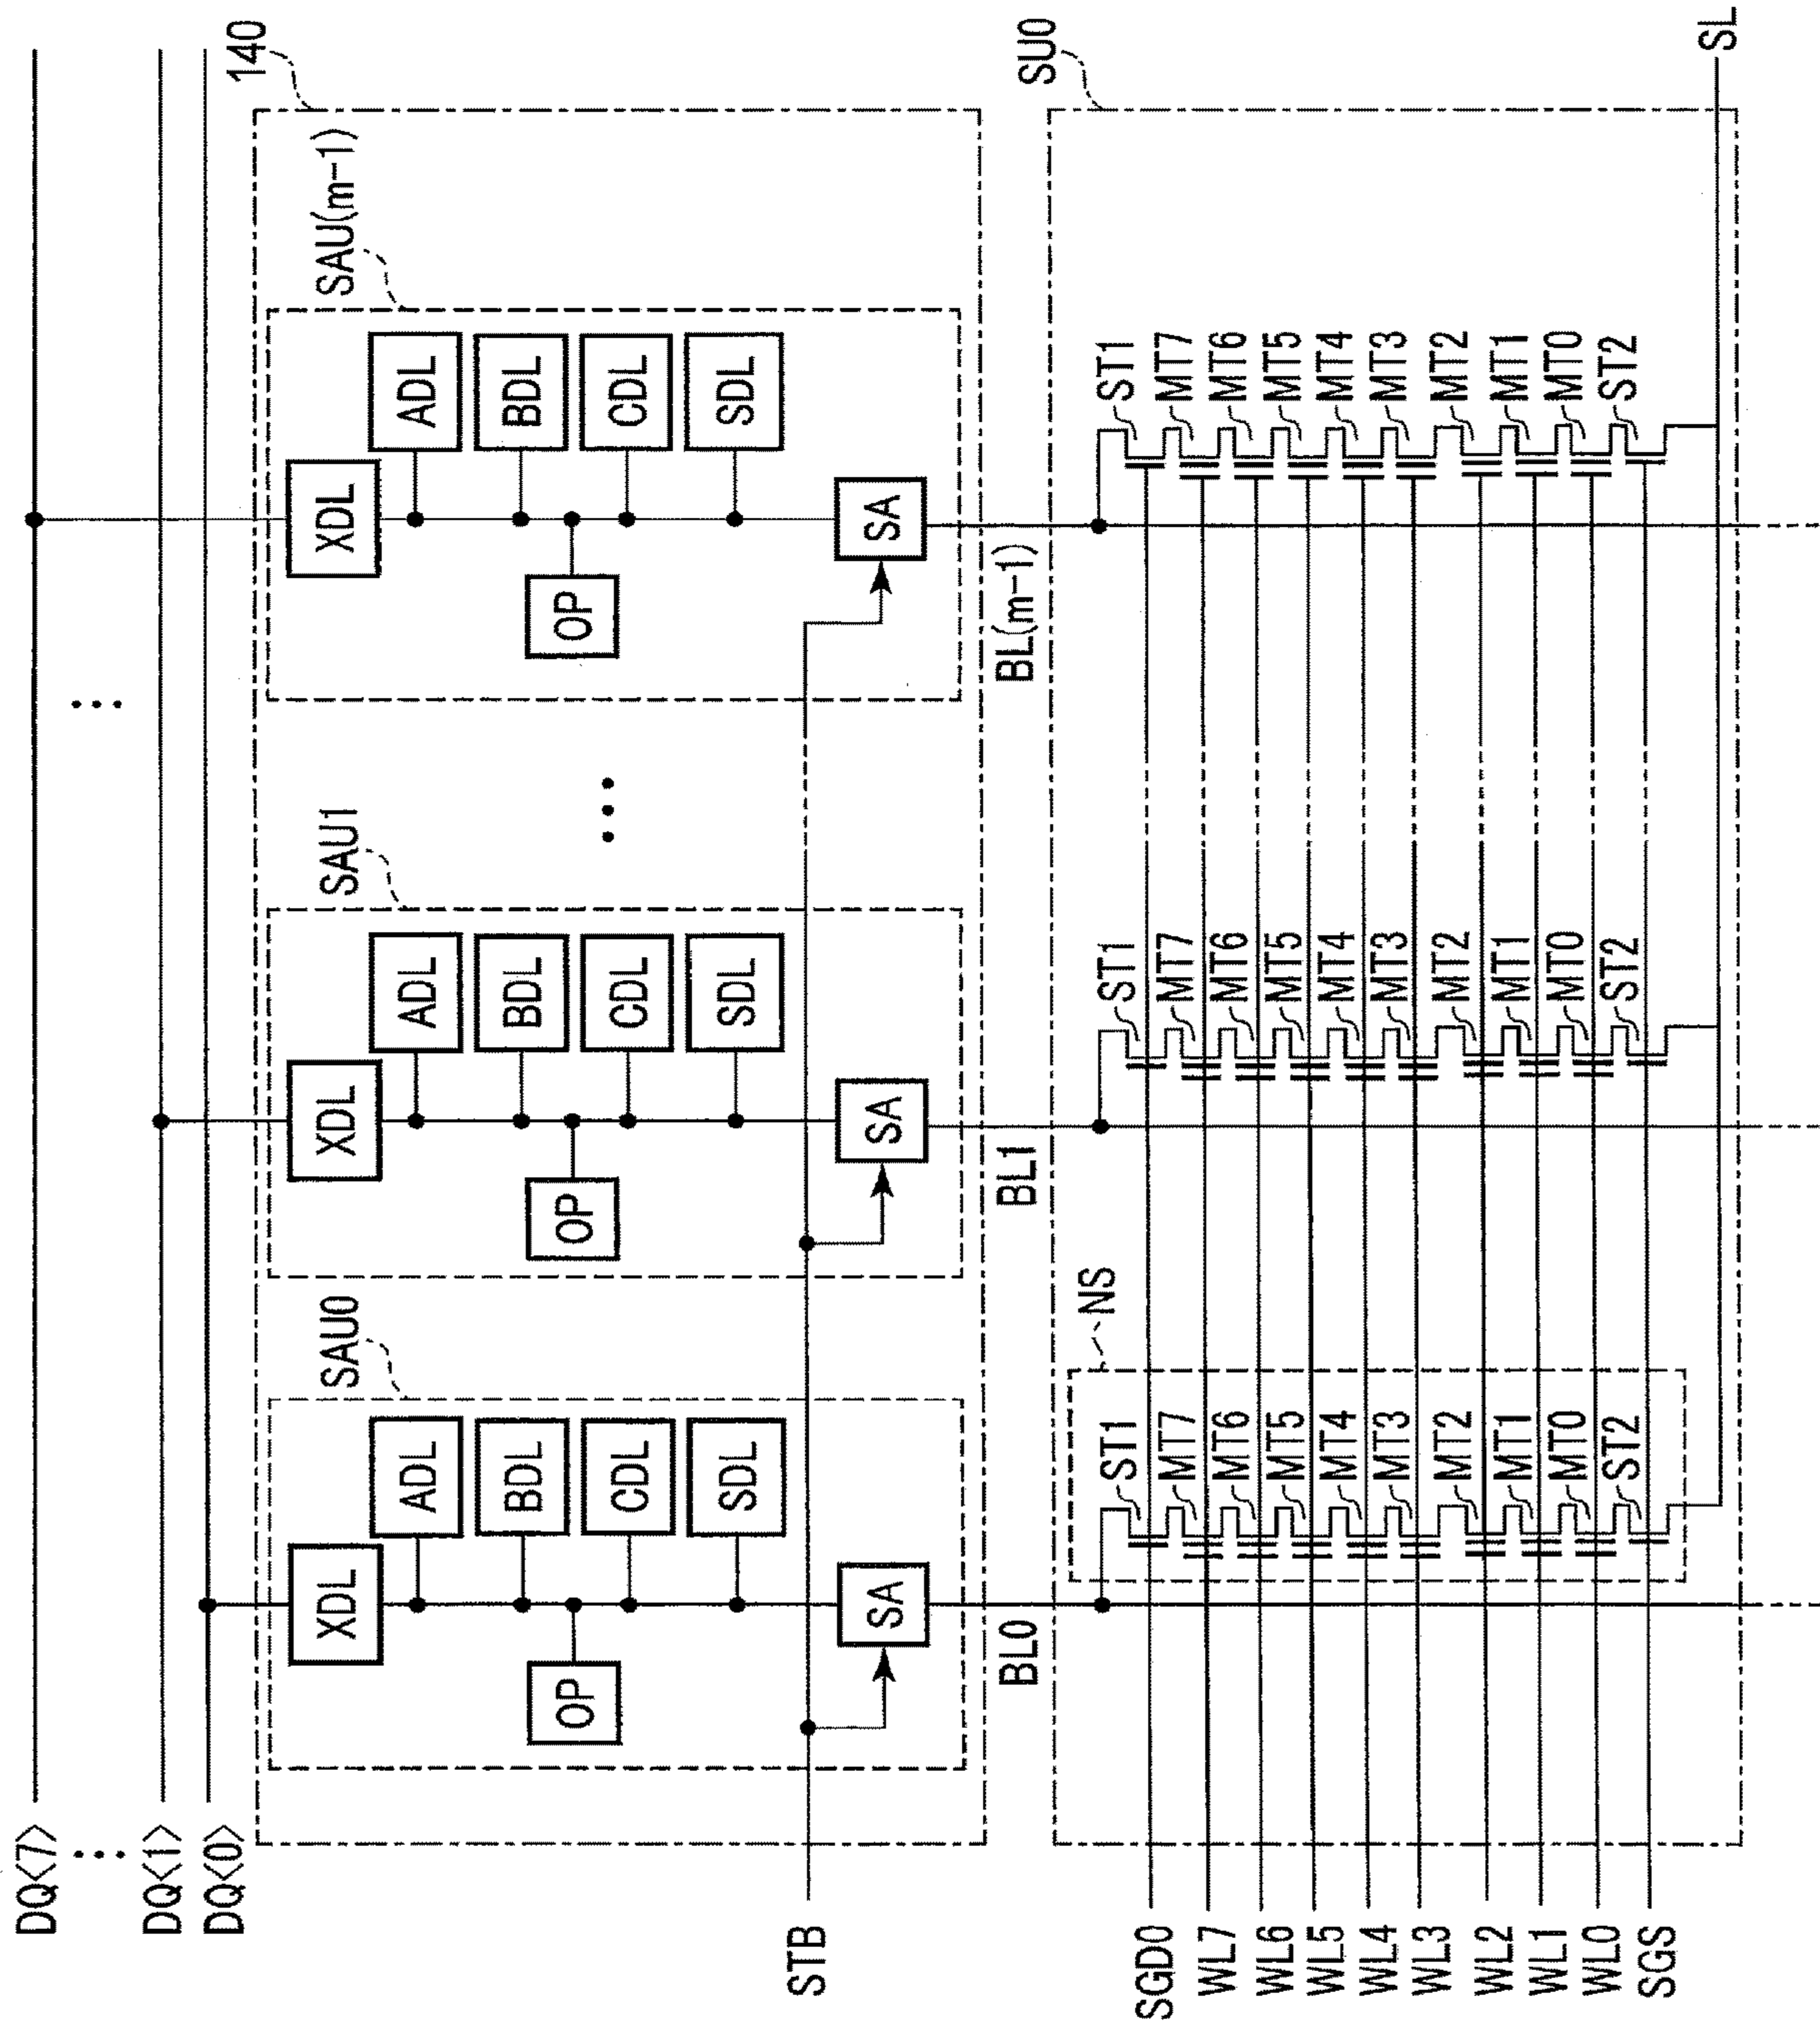 DQ<7>
DQ<1>
DQ<0>
140
SAU0
SAU1
SAU(m-1)
XDL
ADL
BDL
CDL
SDL
OP
SA
XDL
ADL
BDL
CDL
SDL
OP
SA
XDL
ADL
BDL
CDL
SDL
OP
SA
STB
BL0
BL1
BL(m-1)
SU0
NS
SGD0
WL7
WL6
WL5
WL4
WL3
WL2
WL1
WL0
SGS
ST1
MT7
MT6
MT5
MT4
MT3
MT2
MT1
MT0
ST2
ST1
MT7
MT6
MT5
MT4
MT3
MT2
MT1
MT0
ST2
ST1
MT7
MT6
MT5
MT4
MT3
MT2
MT1
MT0
ST2
SL